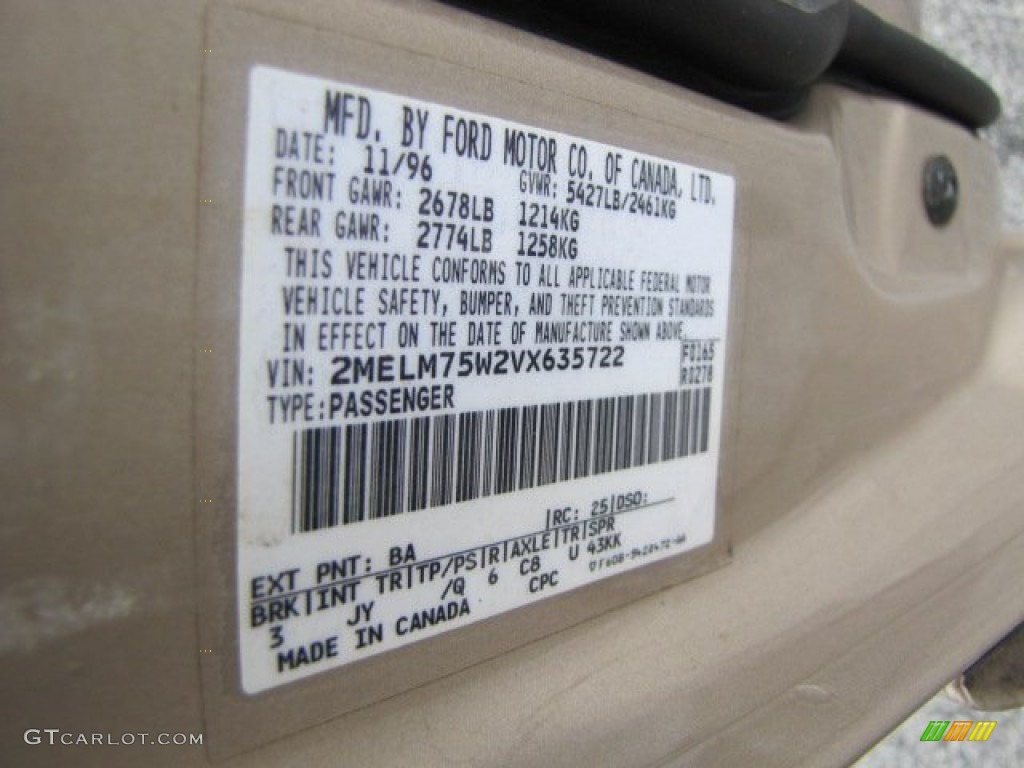 MFD. BY FORD MOTOR CO. OF CANADA, LTD.
DATE: 11/96 GVWR: 5427LB/2461KG
FRONT GAWR: 2678LB 1214KG
REAR GAWR: 2774LB 1258KG
THIS VEHICLE CONFORMS TO ALL APPLICABLE FEDERAL MOTOR
VEHICLE SAFETY, BUMPER, AND THEFT PREVENTION STANDARDS
IN EFFECT ON THE DATE OF MANUFACTURE SHOWN ABOVE.
VIN: 2MELM75W2VX635722 F0165
TYPE: PASSENGER R0278
EXT PNT: BA RC: 25 DSO:
BRK INT TR TP/PS R AXLE TR SPR
3 JY /Q 6 C8 U 43KK
MADE IN CANADA CPC
GTCARLOT.COM